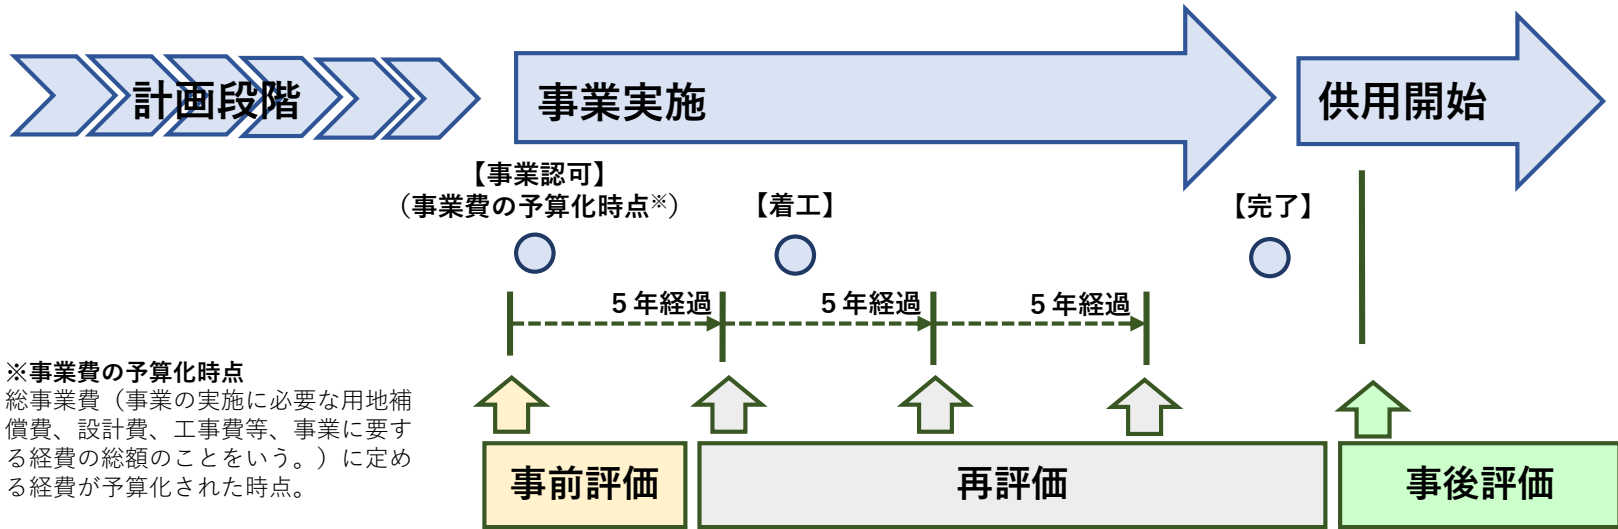 計画段階
事業実施
供用開始
【事業認可】
（事業費の予算化時点※）
【着工】
【完了】
５年経過
５年経過
５年経過
※事業費の予算化時点
総事業費（事業の実施に必要な用地補
償費、設計費、工事費等、事業に要す
る経費の総額のことをいう。）に定め
る経費が予算化された時点。
事前評価
再評価
事後評価